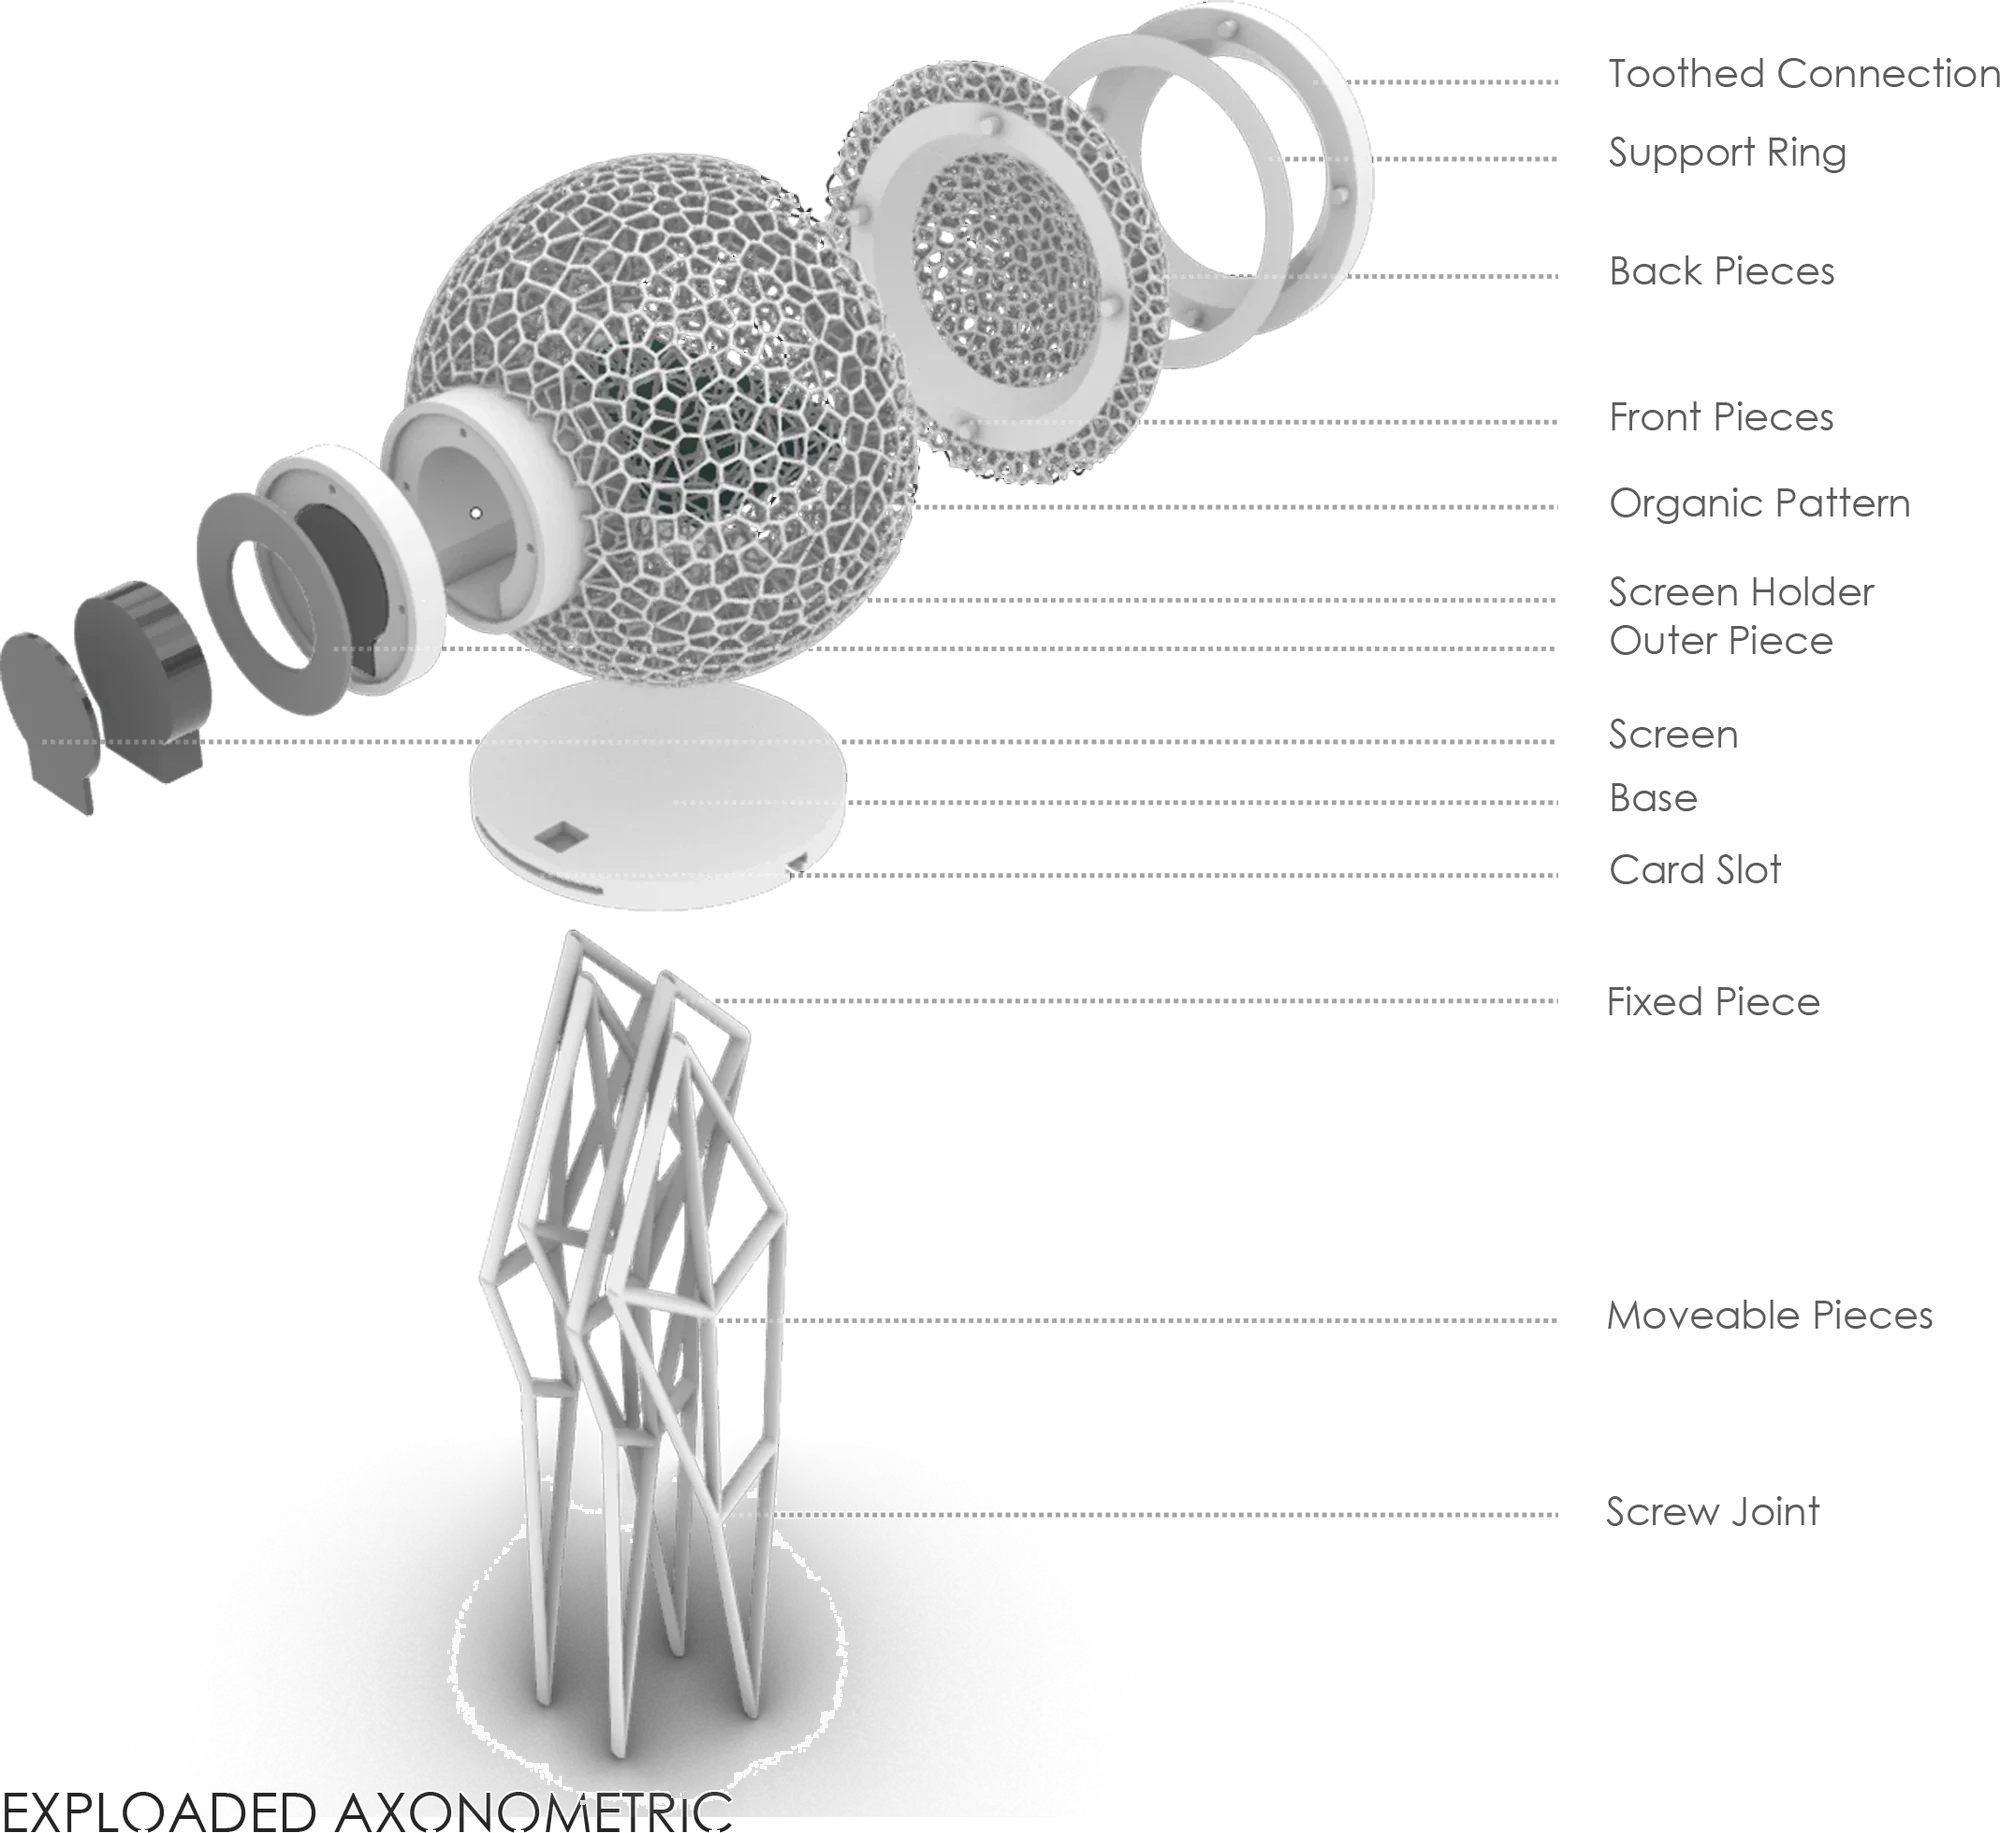 Toothed Connection
Support Ring
Back Pieces
Front Pieces
Organic Pattern
Screen Holder
Outer Piece
Screen
Base
Card Slot
Fixed Piece
Moveable Pieces
Screw Joint
EXPLOADED AXONOMETRIC